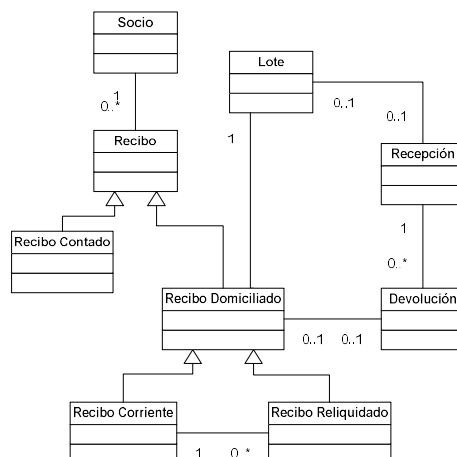 Socio
1
0..*
Recibo
Lote
1
0..1
0..1
Recepción
1
0..*
Recibo Contado
Recibo Domiciliado
Devolución
0..1
0..1
Recibo Corriente
Recibo Reliquidado
1
0..*